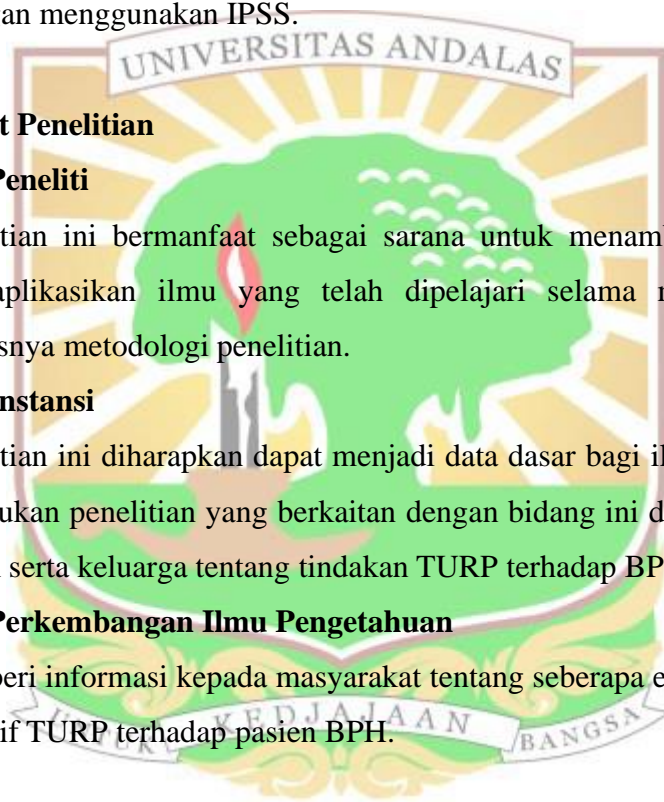 an menggunakan IPSS.
UNIVERSITAS ANDALAS
t Penelitian
Peneliti
tian ini bermanfaat sebagai sarana untuk menamb
aplikasikan ilmu yang telah dipelajari selama
snya metodologi penelitian.
nstansi
tian ini diharapkan dapat menjadi data dasar bagi il
ukan penelitian yang berkaitan dengan bidang ini d
serta keluarga tentang tindakan TURP terhadap BP
Perkembangan Ilmu Pengetahuan
beri informasi kepada masyarakat tentang seberapa e
if TURP terhadap pasien BPH.
UNTUK KEDJAJAAN BANGSA